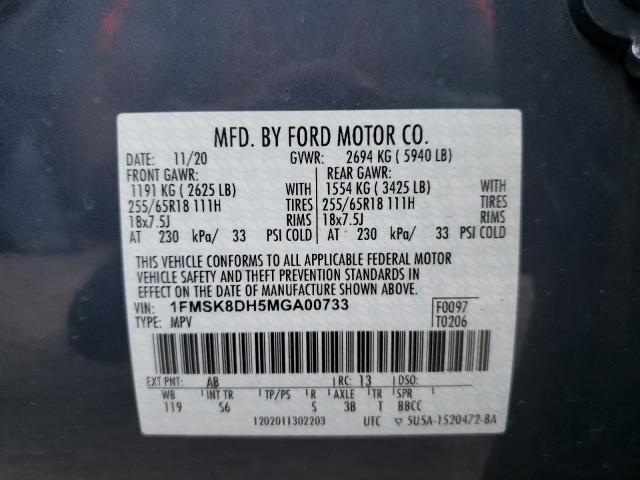 MFD. BY FORD MOTOR CO.
DATE: 11/20 GVWR: 2694 KG ( 5940 LB)
FRONT GAWR: REAR GAWR:
1191 KG ( 2625 LB) WITH 1554 KG ( 3425 LB) WITH
255/65R18 111H TIRES 255/65R18 111H TIRES
18x7.5J RIMS 18x7.5J RIMS
AT 230 kPa/ 33 PSI COLD AT 230 kPa/ 33 PSI COLD
THIS VEHICLE CONFORMS TO ALL APPLICABLE FEDERAL MOTOR
VEHICLE SAFETY AND THEFT PREVENTION STANDARDS IN
EFFECT ON THE DATE OF MANUFACTURE SHOWN ABOVE.
VIN: 1FMSK8DH5MGA00733 F0097
TYPE: MPV T0206
EXT PNT: AB RC: 13 DSO:
WB INT TR TP/PS R AXLE TR SPR
119 S6 S 3B T BBCC
1202011302203 UTC ▽ 5U5A-1520472-BA